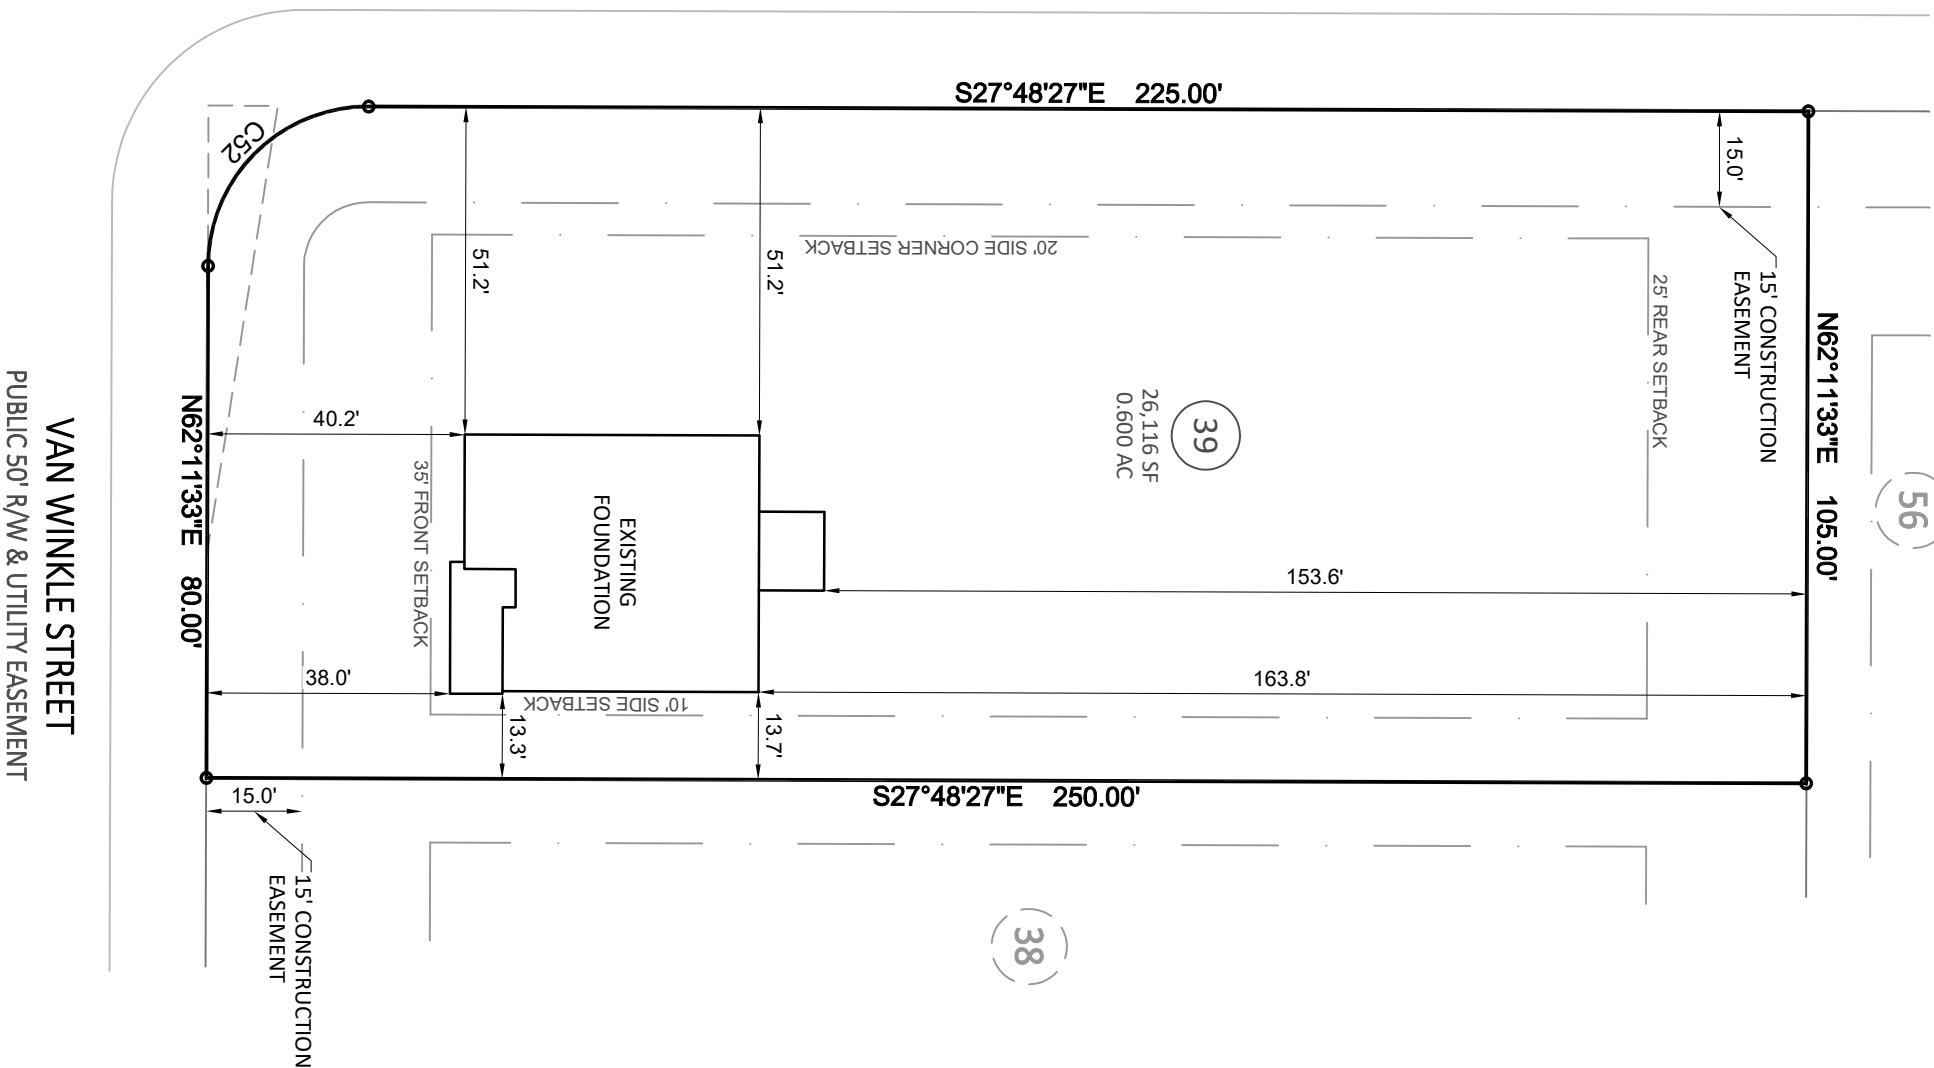 S27°48'27"E 225.00'
C52
15.0'
15' CONSTRUCTION
EASEMENT
20' SIDE CORNER SETBACK
51.2'
51.2'
25' REAR SETBACK
N62°11'33"E 105.00'
56
39
26,116 SF
0.600 AC
40.2'
N62°11'33"E 80.00'
35' FRONT SETBACK
EXISTING
FOUNDATION
153.6'
VAN WINKLE STREET
PUBLIC 50' R/W & UTILITY EASEMENT
38.0'
163.8'
10' SIDE SETBACK
13.3'
13.7'
S27°48'27"E 250.00'
15.0'
15' CONSTRUCTION
EASEMENT
38